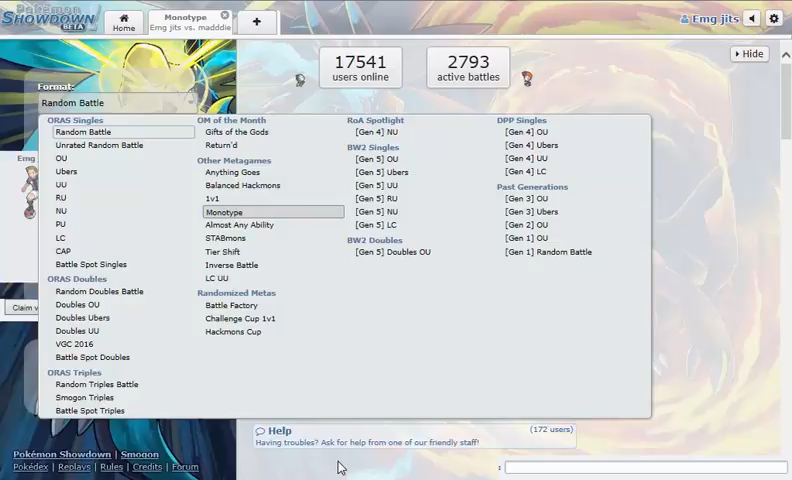 Pokémon
SHOWDOWN
BETA
Home
Monotype
Emg jits vs. madddie
Emg jits
17541
users online
2793
active battles
Hide
Format:
Random Battle
ORAS Singles
Random Battle
Unrated Random Battle
OU
Ubers
UU
RU
NU
PU
LC
CAP
Battle Spot Singles
ORAS Doubles
Random Doubles Battle
Doubles OU
Doubles Ubers
Doubles UU
VGC 2016
Battle Spot Doubles
ORAS Triples
Random Triples Battle
Smogon Triples
Battle Spot Triples
OM of the Month
Gifts of the Gods
Return'd
Other Metagames
Anything Goes
Balanced Hackmons
1v1
Monotype
Almost Any Ability
STABmons
Tier Shift
Inverse Battle
LC UU
Randomized Metas
Battle Factory
Challenge Cup 1v1
Hackmons Cup
RoA Spotlight
[Gen 4] NU
BW2 Singles
[Gen 5] OU
[Gen 5] Ubers
[Gen 5] UU
[Gen 5] RU
[Gen 5] NU
[Gen 5] LC
BW2 Doubles
[Gen 5] Doubles OU
DPP Singles
[Gen 4] OU
[Gen 4] Ubers
[Gen 4] UU
[Gen 4] LC
Past Generations
[Gen 3] OU
[Gen 3] Ubers
[Gen 2] OU
[Gen 1] OU
[Gen 1] Random Battle
Emg
Claim v
Help
(172 users)
Having troubles? Ask for help from one of our friendly staff!
Pokémon Showdown | Smogon
Pokédex | Replays | Rules | Credits | Forum
: